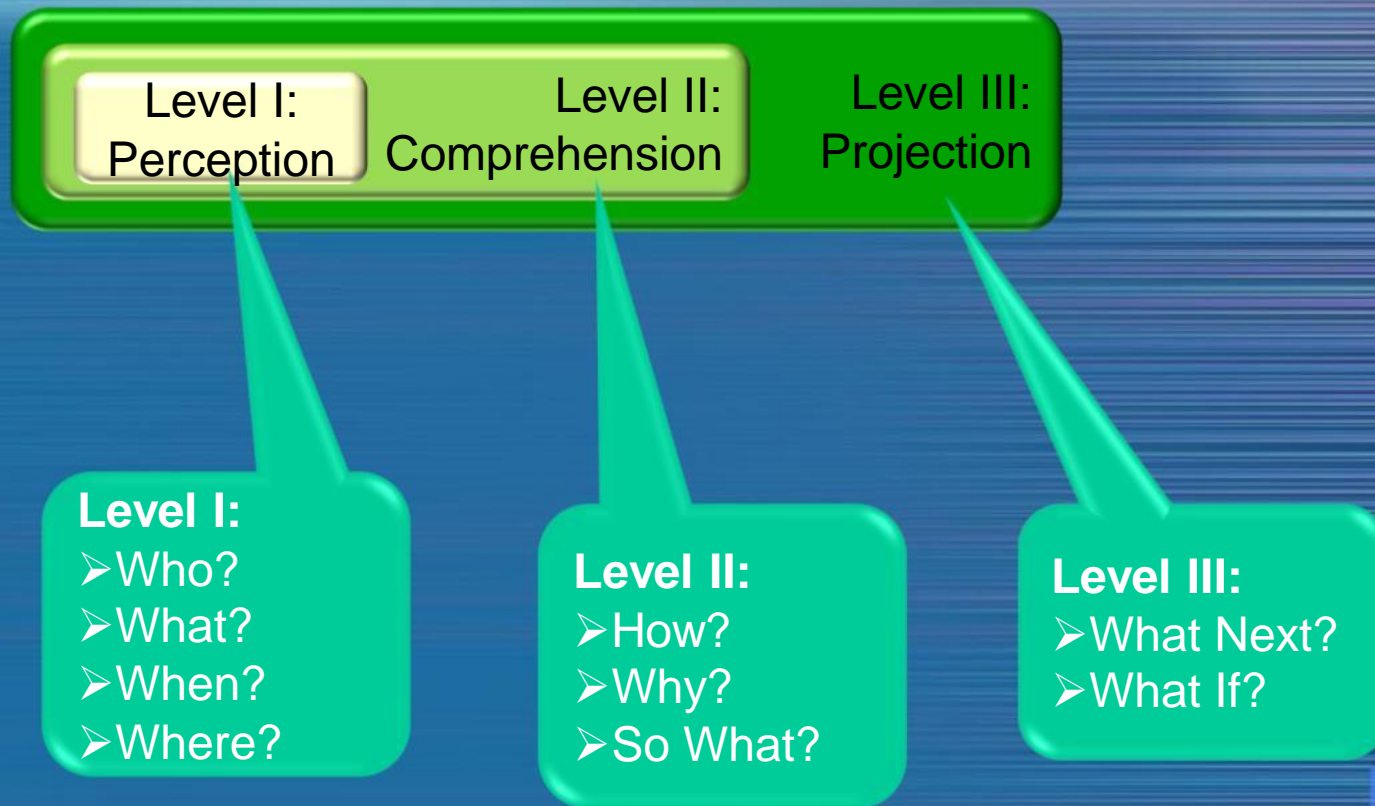 Level I:
Perception
Level II:
Comprehension
Level III:
Projection
Level I:
➢Who?
➢What?
➢When?
➢Where?
Level II:
➢How?
➢Why?
➢So What?
Level III:
➢What Next?
➢What If?